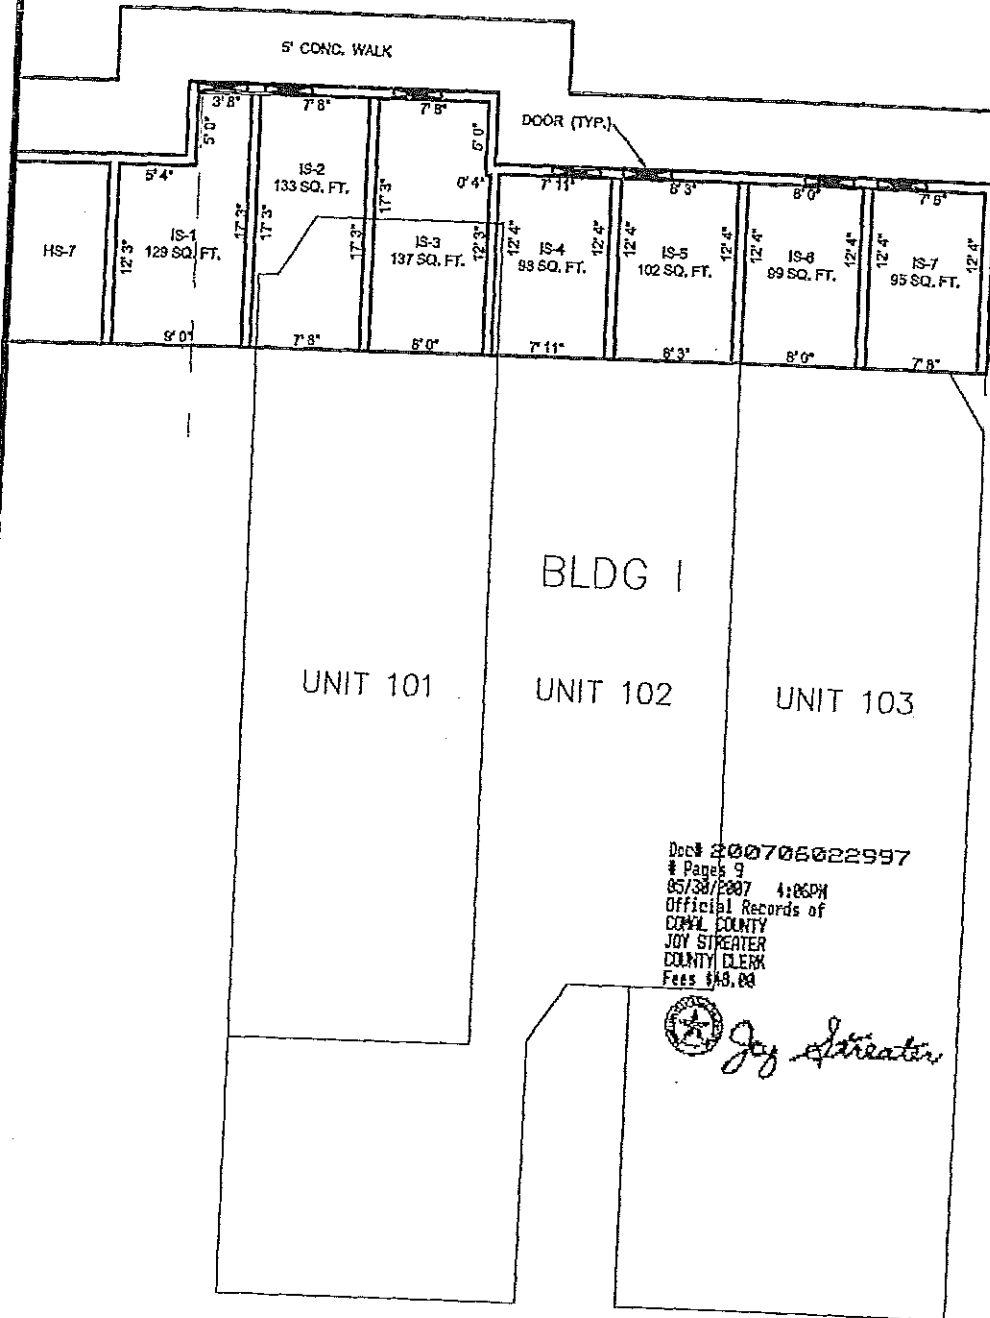 5' CONC. WALK
DOOR (TYP.)
3'8"
7'8"
7'8"
5'0"
5'0"
5'4"
0'4"
7'11"
8'3"
8'0"
HS-7
IS-1
129 SQ. FT.
IS-2
133 SQ. FT.
IS-3
137 SQ. FT.
IS-4
93 SQ. FT.
IS-5
102 SQ. FT.
IS-6
99 SQ. FT.
IS-7
95 SQ. FT.
12'3"
17'3"
17'3"
17'3"
17'3"
12'3"
12'4"
12'4"
12'4"
12'4"
12'4"
12'4"
12'4"
12'4"
9'0"
7'8"
8'0"
7'11"
8'3"
8'0"
7'8"
BLDG I
UNIT 101
UNIT 102
UNIT 103
Doc# 200706022997
# Pages 9
05/30/2007 4:06PM
Official Records of
COMAL COUNTY
JOY STREATER
COUNTY CLERK
Fees $48.00
Joy Streater